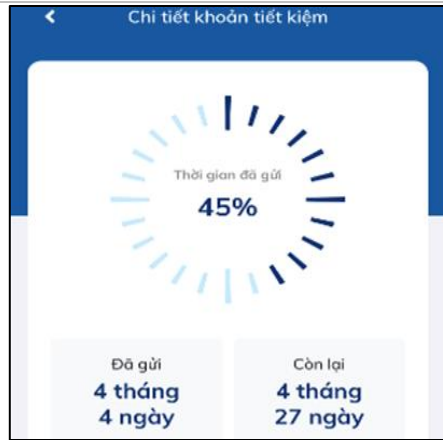 Chi tiết khoản tiết kiệm
Thời gian đã gửi
45%
Đã gửi
4 tháng
4 ngày
Còn lại
4 tháng
27 ngày